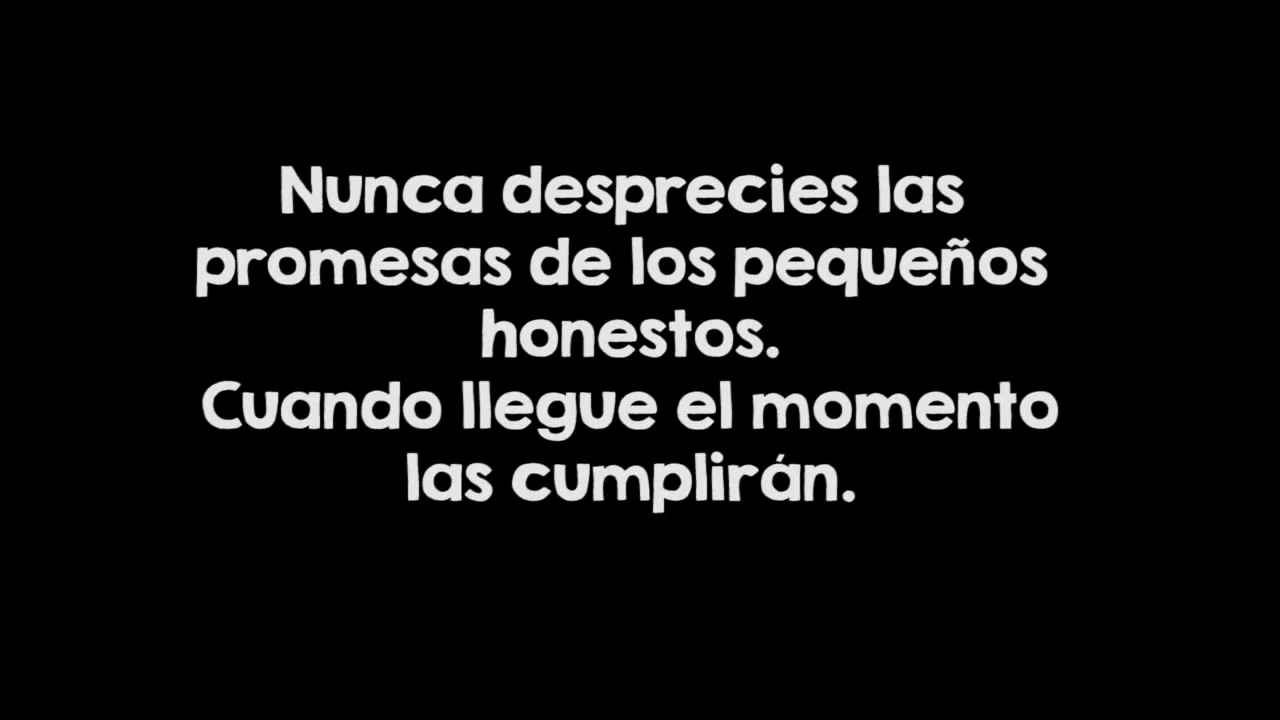 Nunca desprecies las
promesas de los pequeños
honestos.
Cuando llegue el momento
las cumplirán.